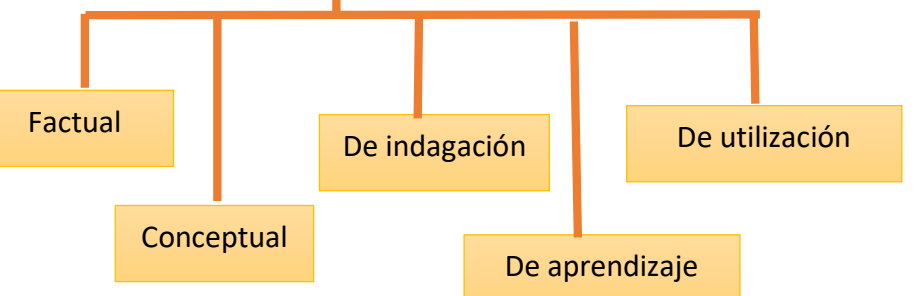 Factual
Conceptual
De indagación
De aprendizaje
De utilización